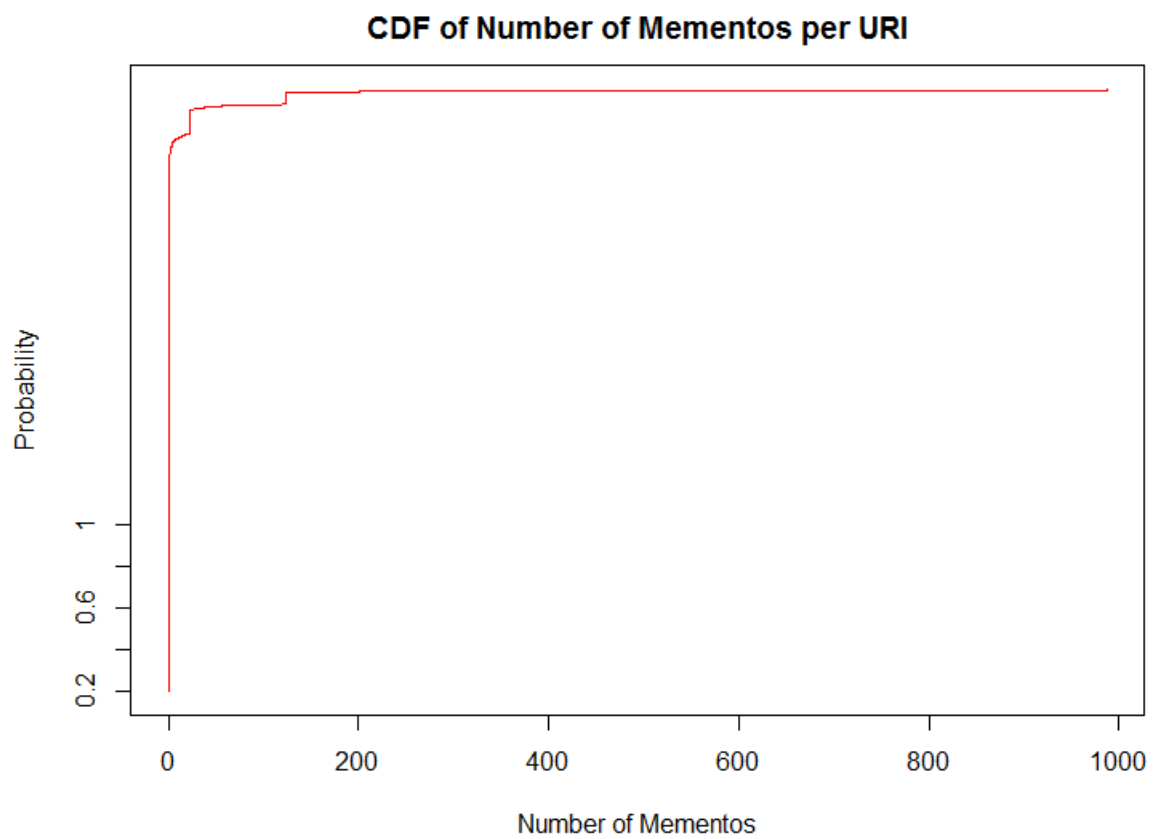 CDF of Number of Mementos per URI
Probability
1
0.6
0.2
0 200 400 600 800 1000
Number of Mementos